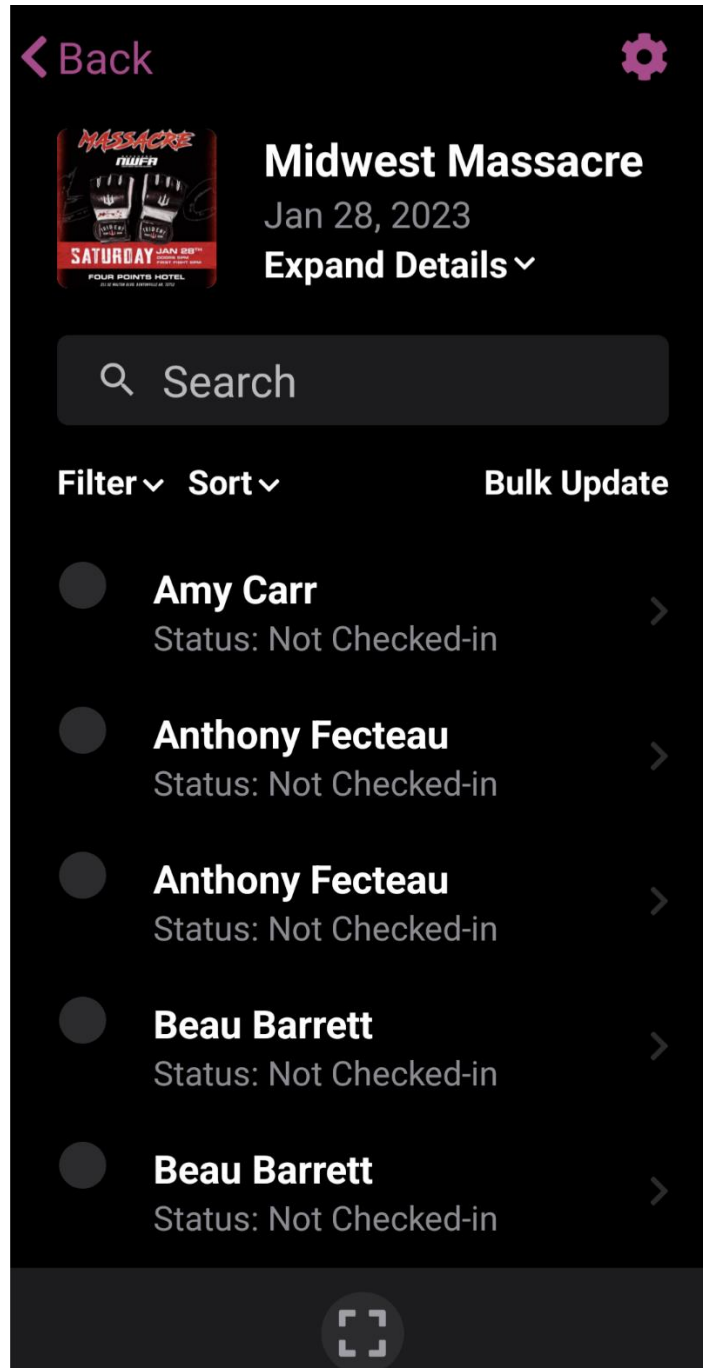 Back
MASSACRE
NWFA
SATURDAY JAN 28TH
FOUR POINTS HOTEL
Midwest Massacre
Jan 28, 2023
Expand Details
Search
Filter Sort Bulk Update
Amy Carr
Status: Not Checked-in
Anthony Fecteau
Status: Not Checked-in
Anthony Fecteau
Status: Not Checked-in
Beau Barrett
Status: Not Checked-in
Beau Barrett
Status: Not Checked-in